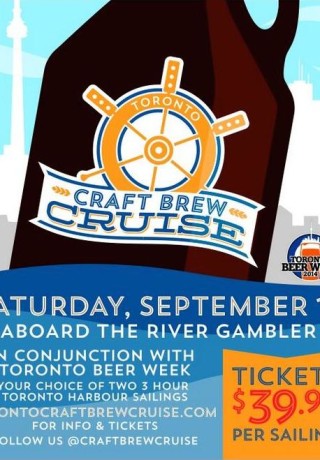 TORONTO
CRAFT BREW
CRUISE
TORONTO
BEER WEEK
2014
ATURDAY, SEPTEMBER 1
ABOARD THE RIVER GAMBLER
N CONJUNCTION WITH
TORONTO BEER WEEK
YOUR CHOICE OF TWO 3 HOUR
TORONTO HARBOUR SAILINGS
ONTOCRAFTBREWCRUISE.COM
FOR INFO & TICKETS
OLLOW US @CRAFTBREWCRUISE
TICKET
$39.9
PER SAILIN